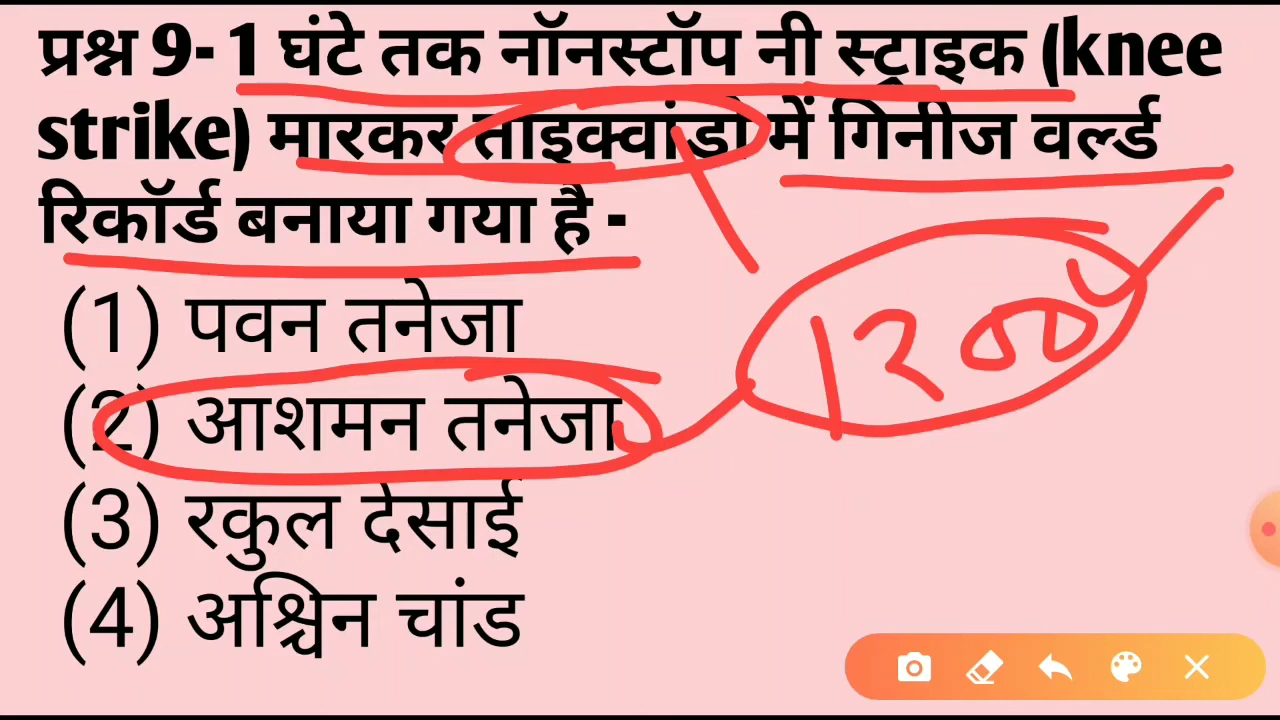 प्रश्न 9- 1 घंटे तक नॉनस्टॉप नी स्ट्राइक (knee
strike) मारकर ताइक्वांडो में गिनीज वर्ल्ड
रिकॉर्ड बनाया गया है -
(1) पवन तनेजा
(2) आशमन तनेजा
1200
(3) रकुल देसाई
(4) अश्चिन चांड